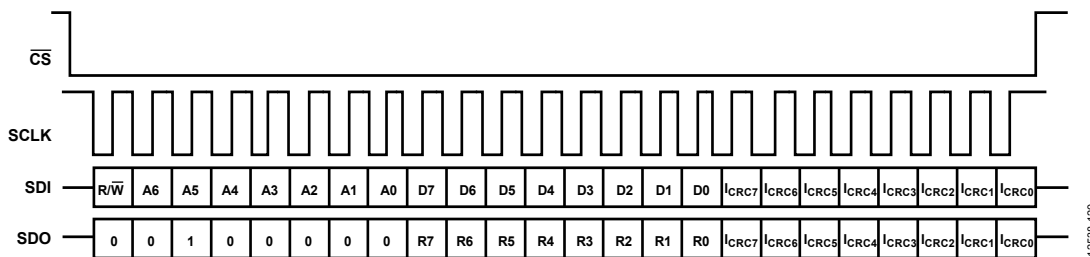 C̅S̅
SCLK
SDI R/W̅ A6 A5 A4 A3 A2 A1 A0 D7 D6 D5 D4 D3 D2 D1 D0 ICRC7 ICRC6 ICRC5 ICRC4 ICRC3 ICRC2 ICRC1 ICRC0
SDO 0 0 1 0 0 0 0 0 R7 R6 R5 R4 R3 R2 R1 R0 ICRC7 ICRC6 ICRC5 ICRC4 ICRC3 ICRC2 ICRC1 ICRC0